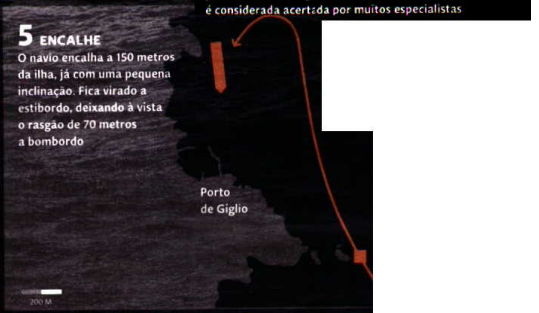 é considerada acertada por muitos especialistas
5 ENCALHE
O navio encalha a 150 metros
da ilha, já com uma pequena
inclinação. Fica virado a
estibordo, deixando à vista
o rasgão de 70 metros
a bombordo
Porto
de Giglio
200 M